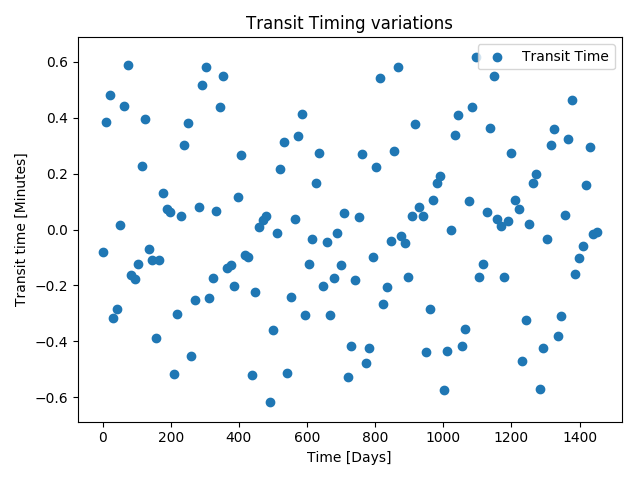 Transit Timing variations
Transit Time
Transit time [Minutes]
0.6
0.4
0.2
0.0
−0.2
−0.4
−0.6
0 200 400 600 800 1000 1200 1400
Time [Days]